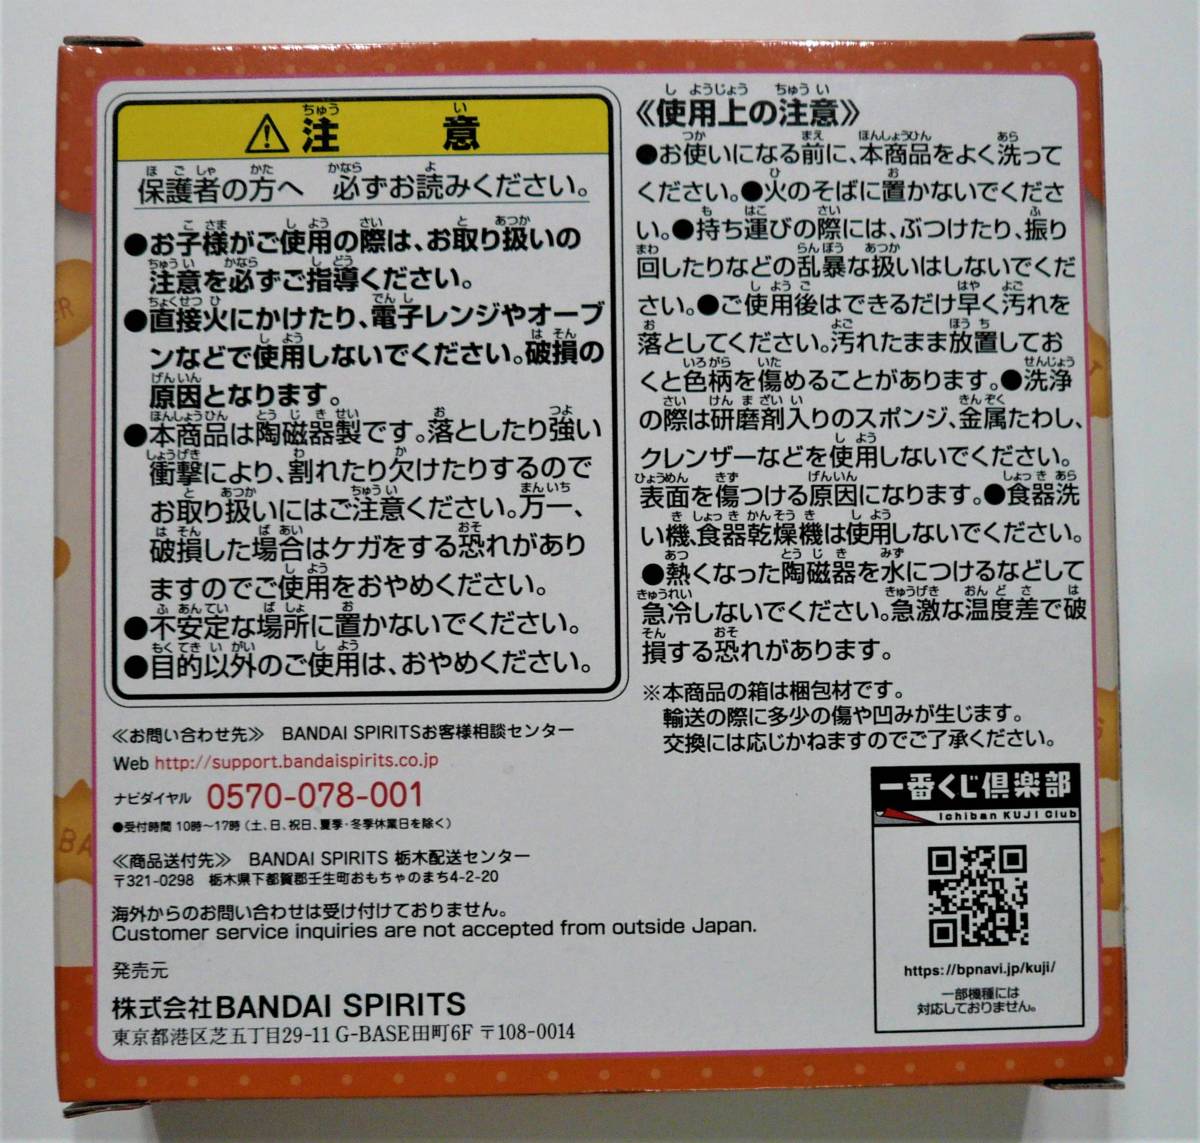 ⚠注意
保護者の方へ 必ずお読みください。
●お子様がご使用の際は、お取り扱いの
注意を必ずご指導ください。
●直接火にかけたり、電子レンジやオーブ
ンなどで使用しないでください。破損の
原因となります。
●本商品は陶磁器製です。落としたり強い
衝撃により、割れたり欠けたりするので
お取り扱いにはご注意ください。万一、
破損した場合はケガをする恐れがあり
ますのでご使用をおやめください。
●不安定な場所に置かないでください。
●目的以外のご使用は、おやめください。
≪お問い合わせ先≫ BANDAI SPIRITSお客様相談センター
Web http://support.bandaispirits.co.jp
ナビダイヤル 0570-078-001
●受付時間 10時～17時(土、日、祝日、夏季・冬季休業日を除く)
≪商品送付先≫ BANDAI SPIRITS 栃木配送センター
〒321-0298 栃木県下都賀郡壬生町おもちゃのまち4-2-20
海外からのお問い合わせは受け付けておりません。
Customer service inquiries are not accepted from outside Japan.
発売元
株式会社BANDAI SPIRITS
東京都港区芝五丁目29-11 G-BASE田町6F 〒108-0014
≪使用上の注意≫
●お使いになる前に、本商品をよく洗って
ください。●火のそばに置かないでくださ
い。●持ち運びの際には、ぶつけたり、振り
回したりなどの乱暴な扱いはしないでくだ
さい。●ご使用後はできるだけ早く汚れを
落としてください。汚れたまま放置してお
くと色柄を傷めることがあります。●洗浄
の際は研磨剤入りのスポンジ、金属たわし、
クレンザーなどを使用しないでください。
表面を傷つける原因になります。●食器洗
い機、食器乾燥機は使用しないでください。
●熱くなった陶磁器を水につけるなどして
急冷しないでください。急激な温度差で破
損する恐れがあります。
※本商品の箱は梱包材です。
輸送の際に多少の傷や凹みが生じます。
交換には応じかねますのでご了承ください。
一番くじ倶楽部
Ichiban KUJI Club
https://bpnavi.jp/kuji/
一部機種には
対応しておりません。